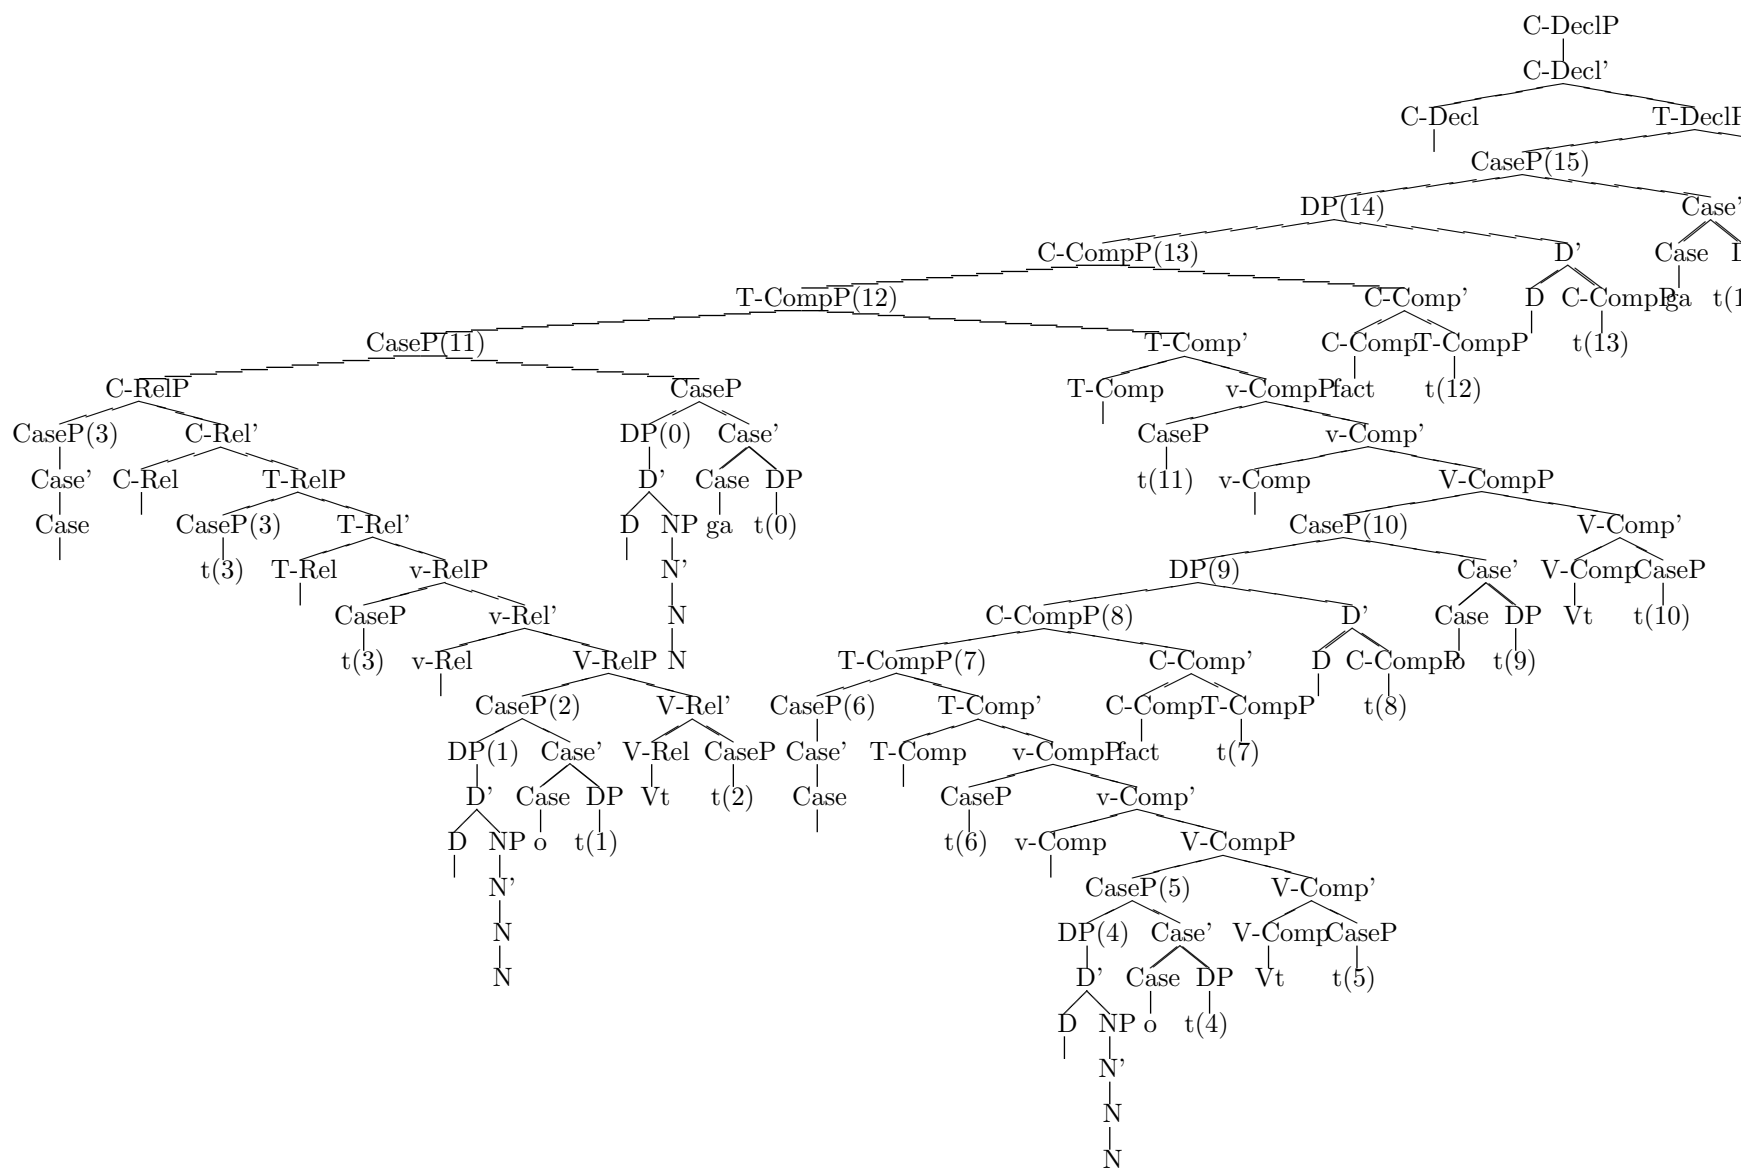 C-DeclP
C-Decl'
C-Decl T-DeclP
CaseP(15)
DP(14) Case'
C-CompP(13) D' Case
T-CompP(12) C-Comp' D C-CompP ga
CaseP(11) T-Comp' C-Comp T-CompP t(13)
C-RelP CaseP T-Comp v-CompP fact t(12)
CaseP(3) C-Rel' DP(0) Case' CaseP v-Comp'
Case' C-Rel T-RelP D' Case DP t(11) v-Comp V-CompP
Case CaseP(3) T-Rel' D NP ga t(0) CaseP(10) V-Comp'
t(3) T-Rel v-RelP N' DP(9) Case' V-Comp CaseP
CaseP v-Rel' N C-CompP(8) D' Case DP Vt t(10)
t(3) v-Rel V-RelP N T-CompP(7) C-Comp' D C-CompP o t(9)
CaseP(2) V-Rel' CaseP(6) T-Comp' C-Comp T-CompP t(8)
DP(1) Case' V-Rel CaseP Case' T-Comp v-CompP fact t(7)
D' Case DP Vt t(2) Case CaseP v-Comp'
D NP o t(1) t(6) v-Comp V-CompP
N' CaseP(5) V-Comp'
N DP(4) Case' V-Comp CaseP
N D' Case DP Vt t(5)
D NP o t(4)
N'
N
N